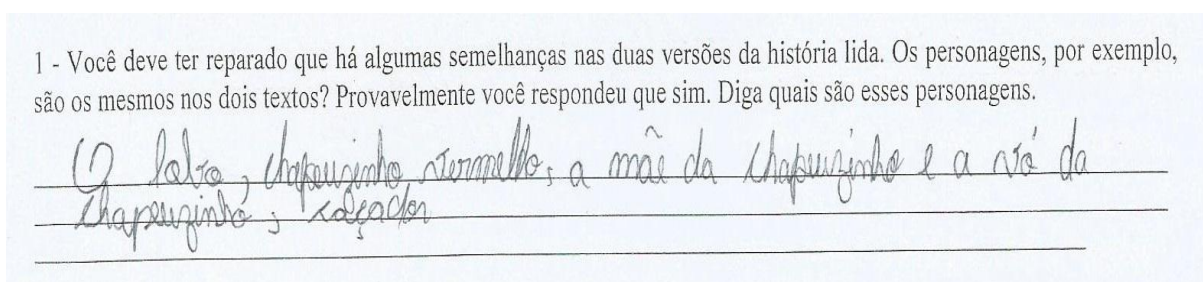 1 - Você deve ter reparado que há algumas semelhanças nas duas versões da história lida. Os personagens, por exemplo,
são os mesmos nos dois textos? Provavelmente você respondeu que sim. Diga quais são esses personagens.
O lobo, chapeuzinho vermelho, a mãe da chapeuzinho e a vó da
chapeuzinho,